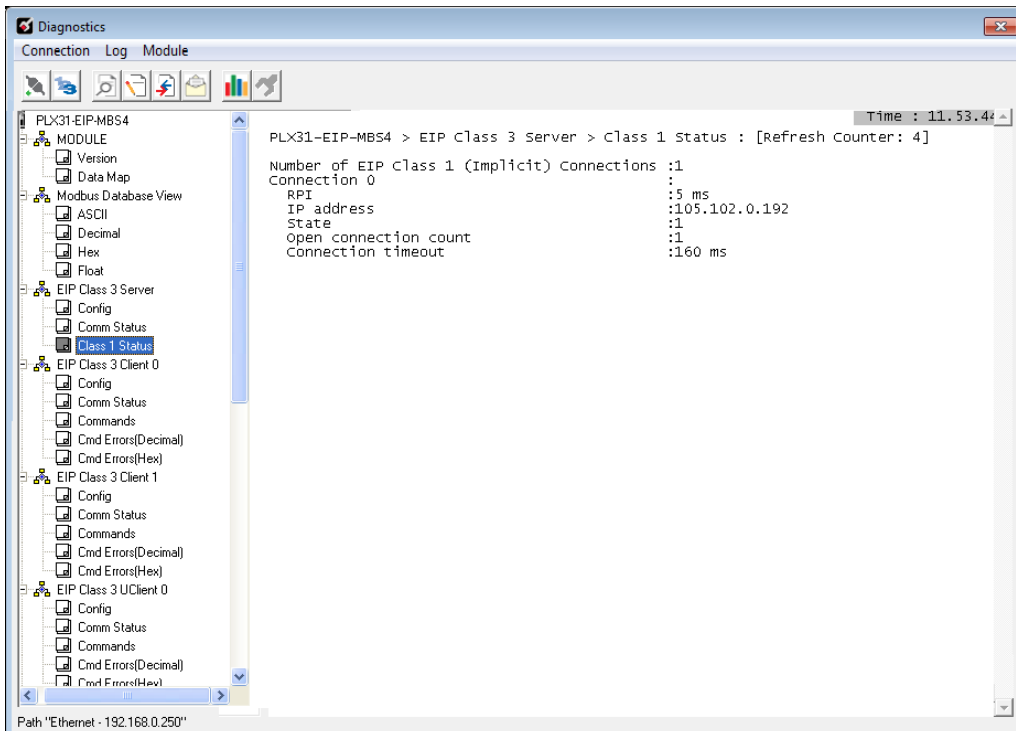 Diagnostics
Connection Log Module
PLX31-EIP-MBS4
MODULE
Version
Data Map
Modbus Database View
ASCII
Decimal
Hex
Float
EIP Class 3 Server
Config
Comm Status
Class 1 Status
EIP Class 3 Client 0
Config
Comm Status
Commands
Cmd Errors(Decimal)
Cmd Errors(Hex)
EIP Class 3 Client 1
Config
Comm Status
Commands
Cmd Errors(Decimal)
Cmd Errors(Hex)
EIP Class 3 UClient 0
Config
Comm Status
Commands
Cmd Errors(Decimal)
Cmd Errors(Hex)
Time : 11.53.44
PLX31-EIP-MBS4 > EIP Class 3 Server > Class 1 Status : [Refresh Counter: 4]
Number of EIP Class 1 (Implicit) Connections :1
Connection 0 :
RPI :5 ms
IP address :105.102.0.192
State :1
Open connection count :1
Connection timeout :160 ms
Path "Ethernet - 192.168.0.250"